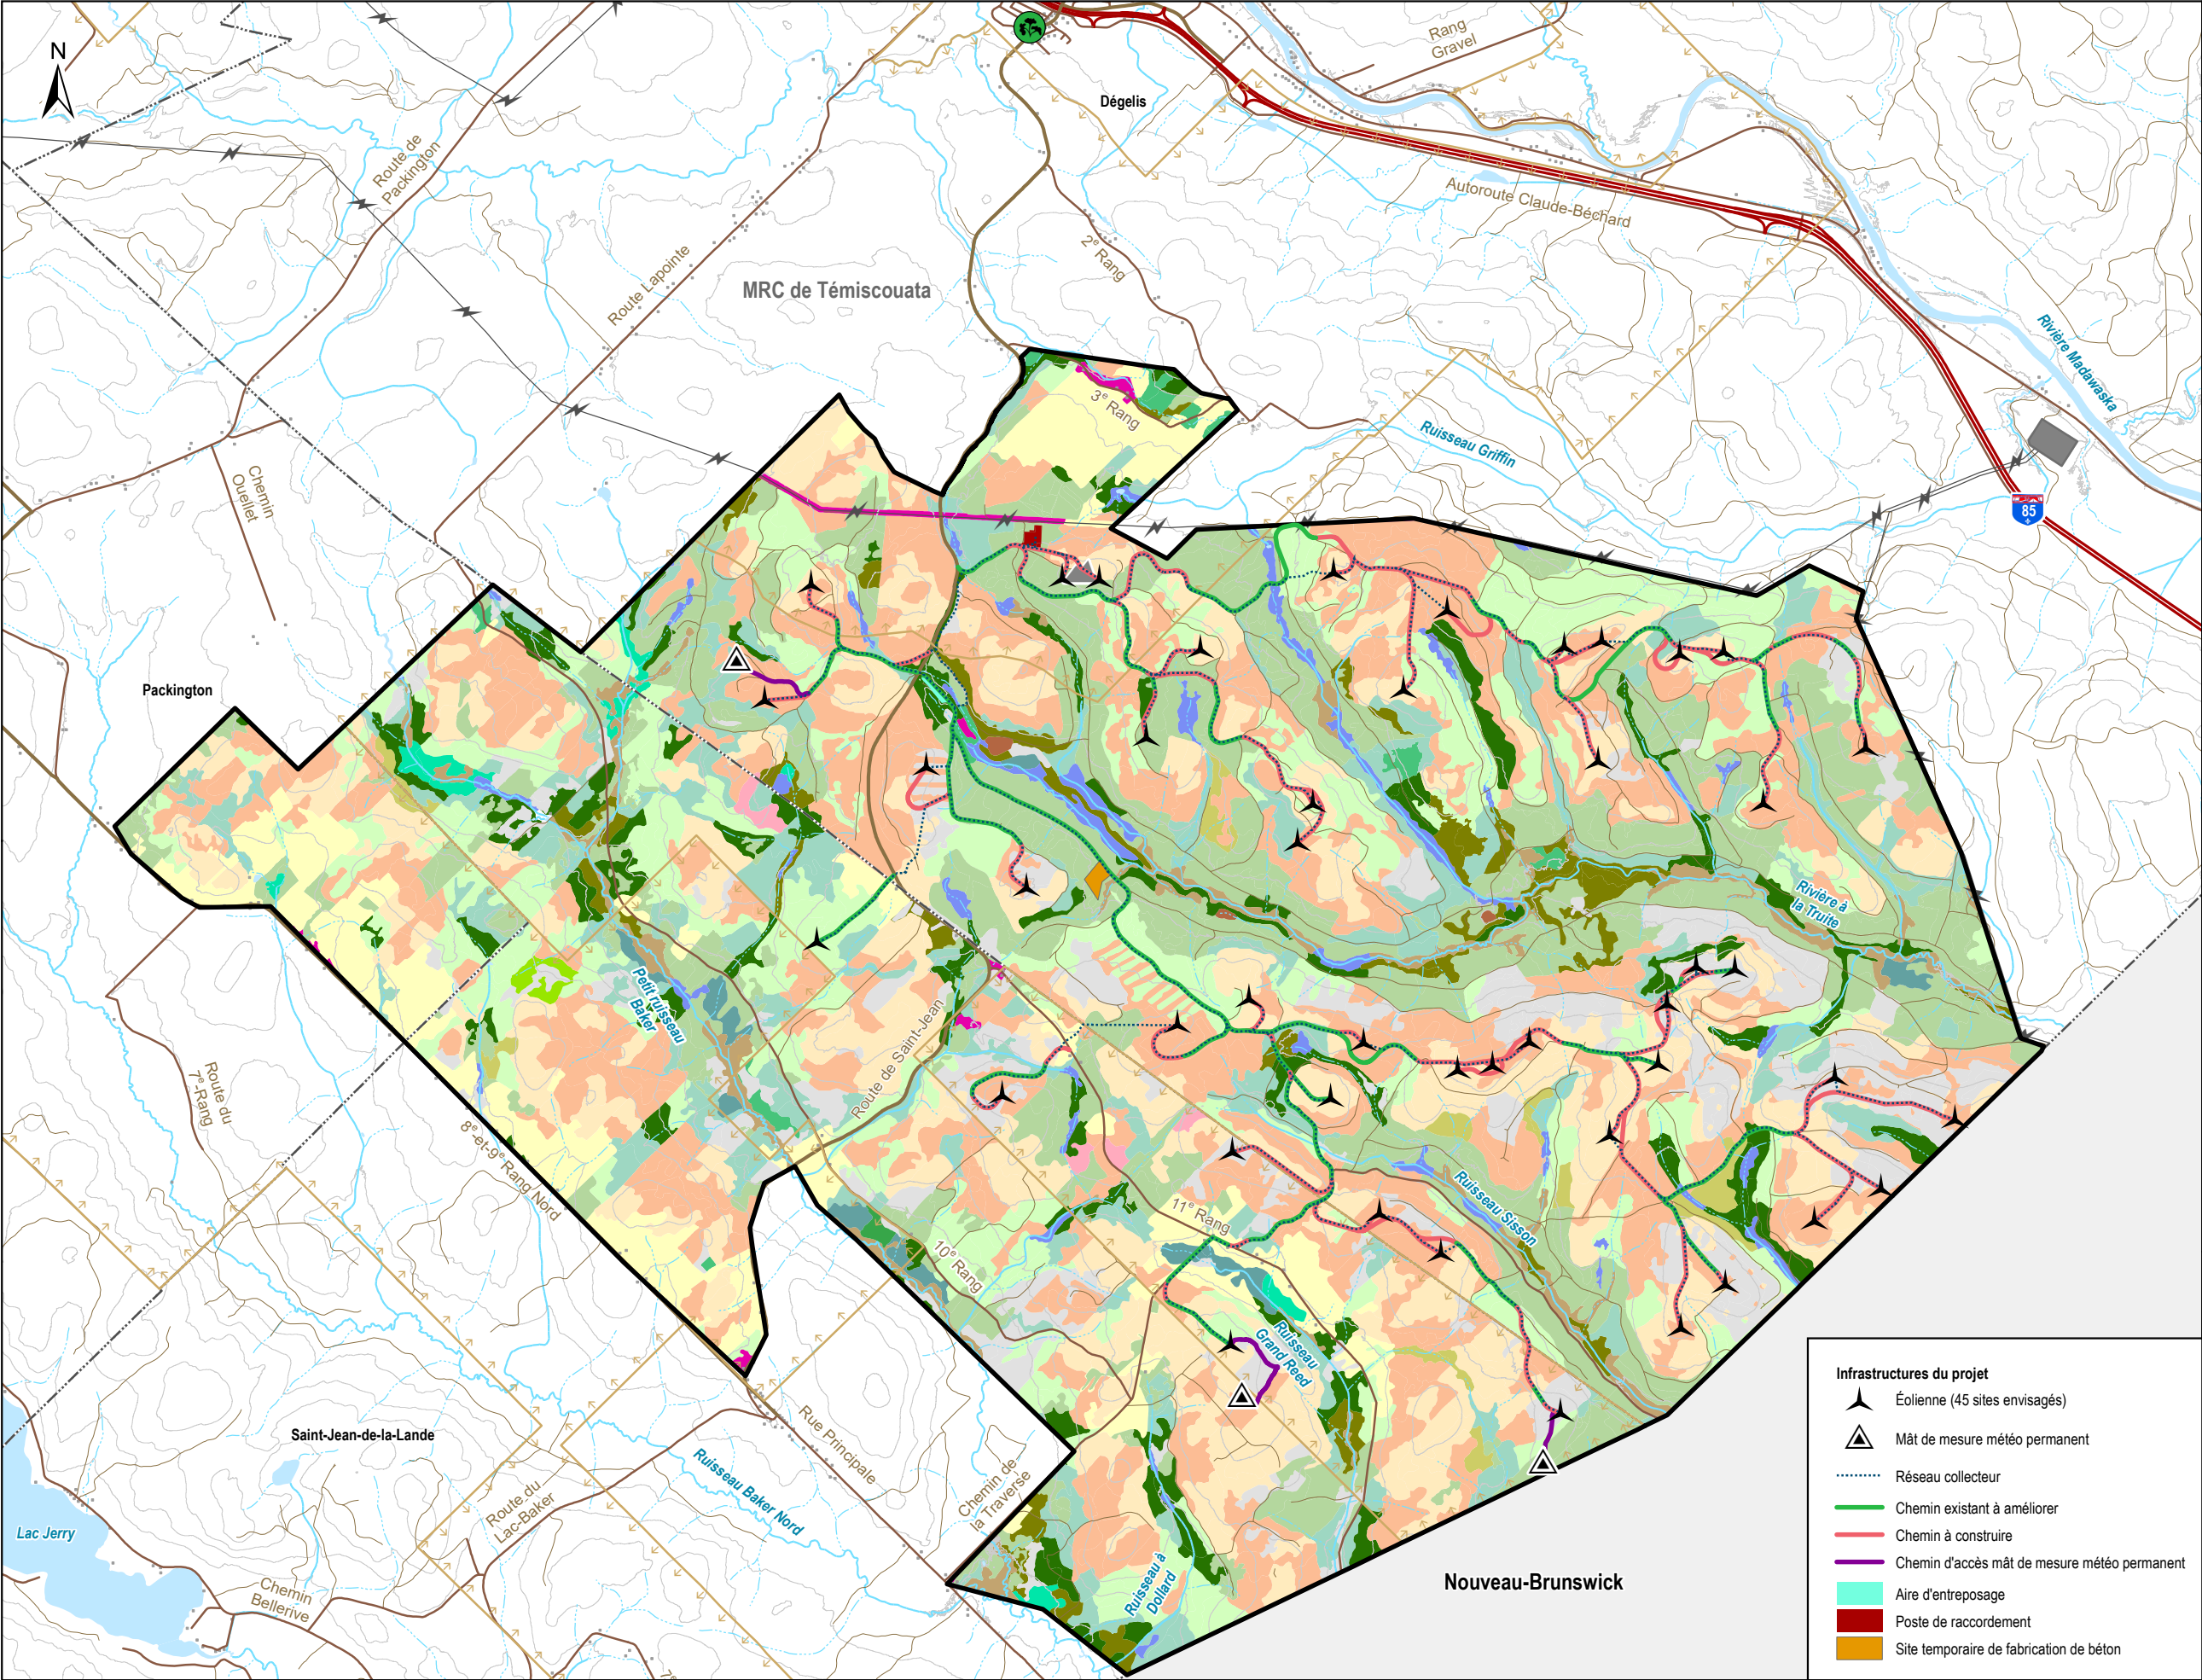 N
Dégelis
Rang
Gravel
Route de
Packington
Autoroute Claude-Béchard
2e Rang
Route Lapointe
MRC de Témiscouata
Rivière Madawaska
3e Rang
Ruisseau Griffin
Chemin
Ouellet
85
Packington
Rivière à
la Truite
Petit ruisseau
Baker
Route de Saint-Jean
Route du
7e-Rang
8e-et-9e Rang Nord
11e Rang
Ruisseau Sisson
10e Rang
Ruisseau
Grand Reed
Saint-Jean-de-la-Lande
Rue Principale
Route du
Lac-Baker
Ruisseau Baker Nord
Chemin de
la Traverse
Lac Jerry
Chemin
Bellerive
Ruisseau à
Dollard
Nouveau-Brunswick
Infrastructures du projet
Éolienne (45 sites envisagés)
Mât de mesure météo permanent
Réseau collecteur
Chemin existant à améliorer
Chemin à construire
Chemin d'accès mât de mesure météo permanent
Aire d'entreposage
Poste de raccordement
Site temporaire de fabrication de béton